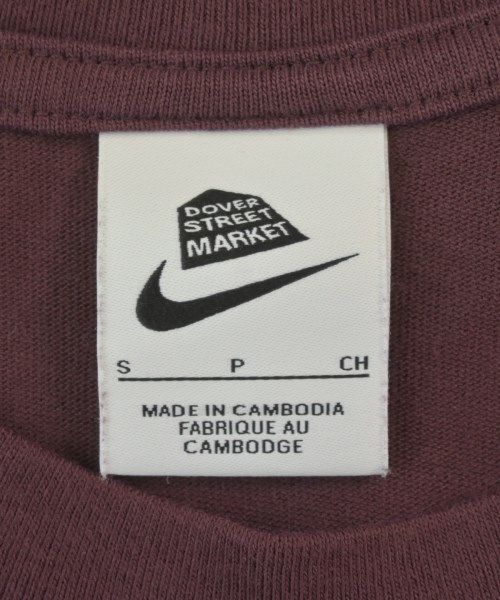 DOVER
STREET
MARKET
S P CH
MADE IN CAMBODIA
FABRIQUE AU
CAMBODGE